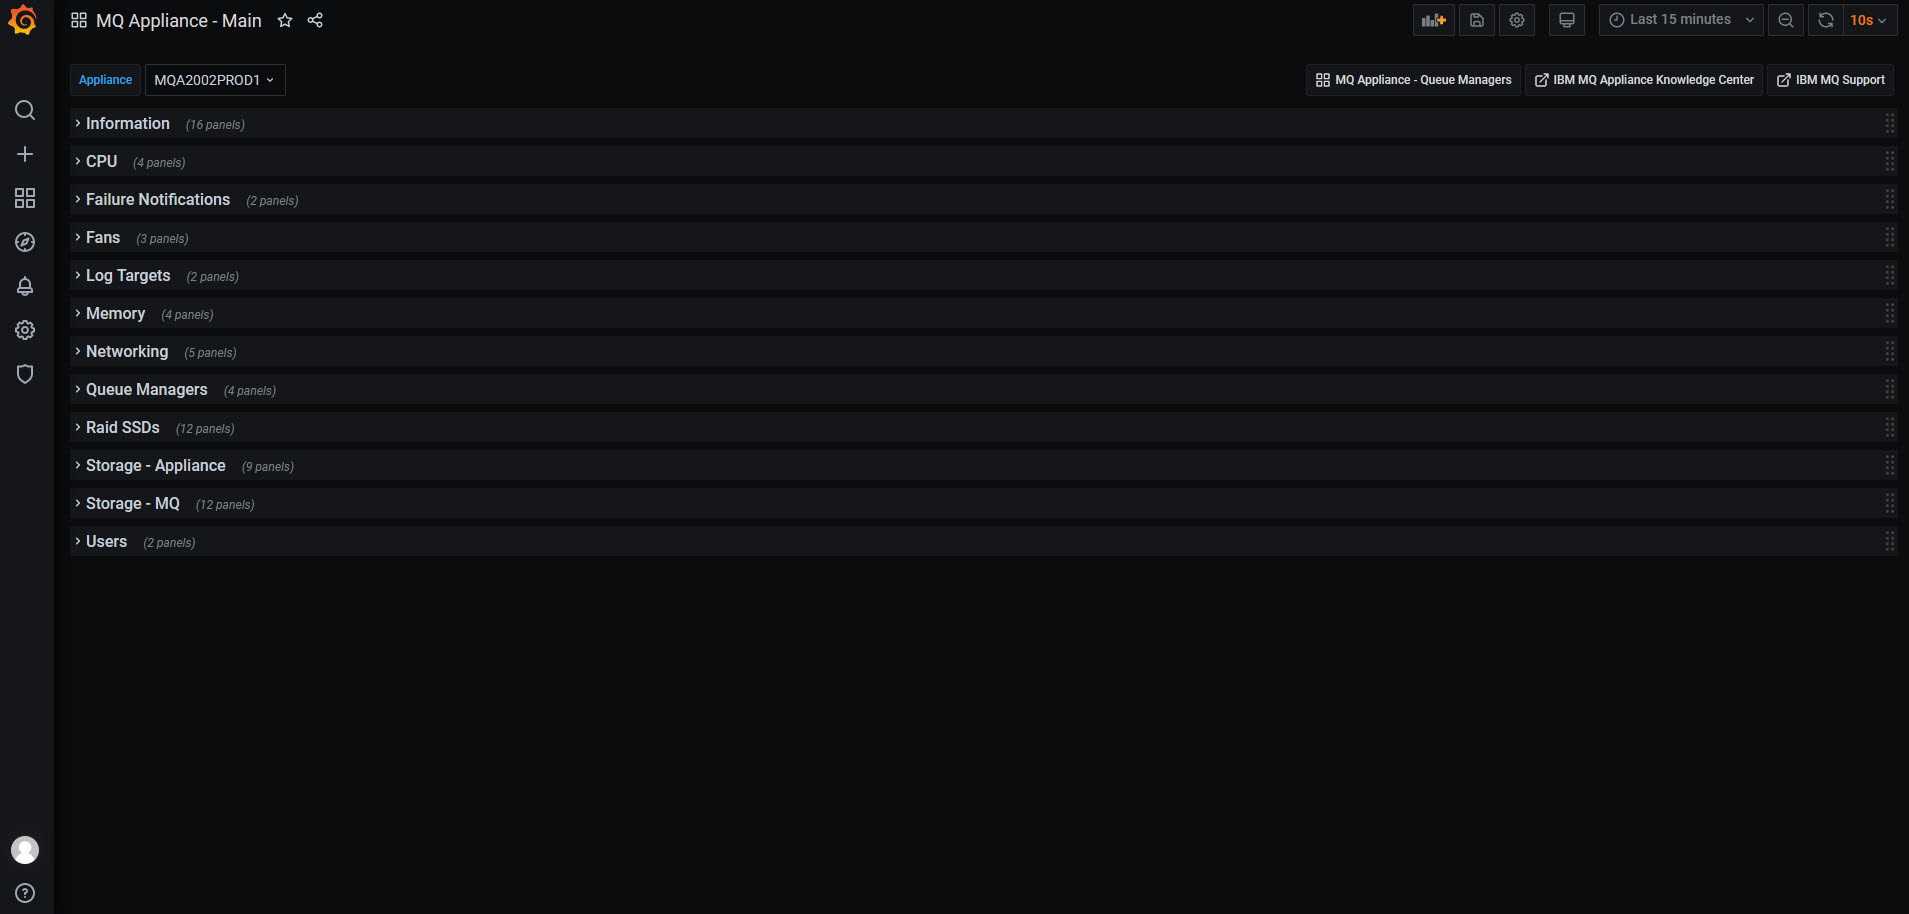 MQ Appliance - Main
Last 15 minutes
10s
Appliance MQA2002PROD1
MQ Appliance - Queue Managers
IBM MQ Appliance Knowledge Center
IBM MQ Support
Information (16 panels)
CPU (4 panels)
Failure Notifications (2 panels)
Fans (3 panels)
Log Targets (2 panels)
Memory (4 panels)
Networking (5 panels)
Queue Managers (4 panels)
Raid SSDs (12 panels)
Storage - Appliance (9 panels)
Storage - MQ (12 panels)
Users (2 panels)